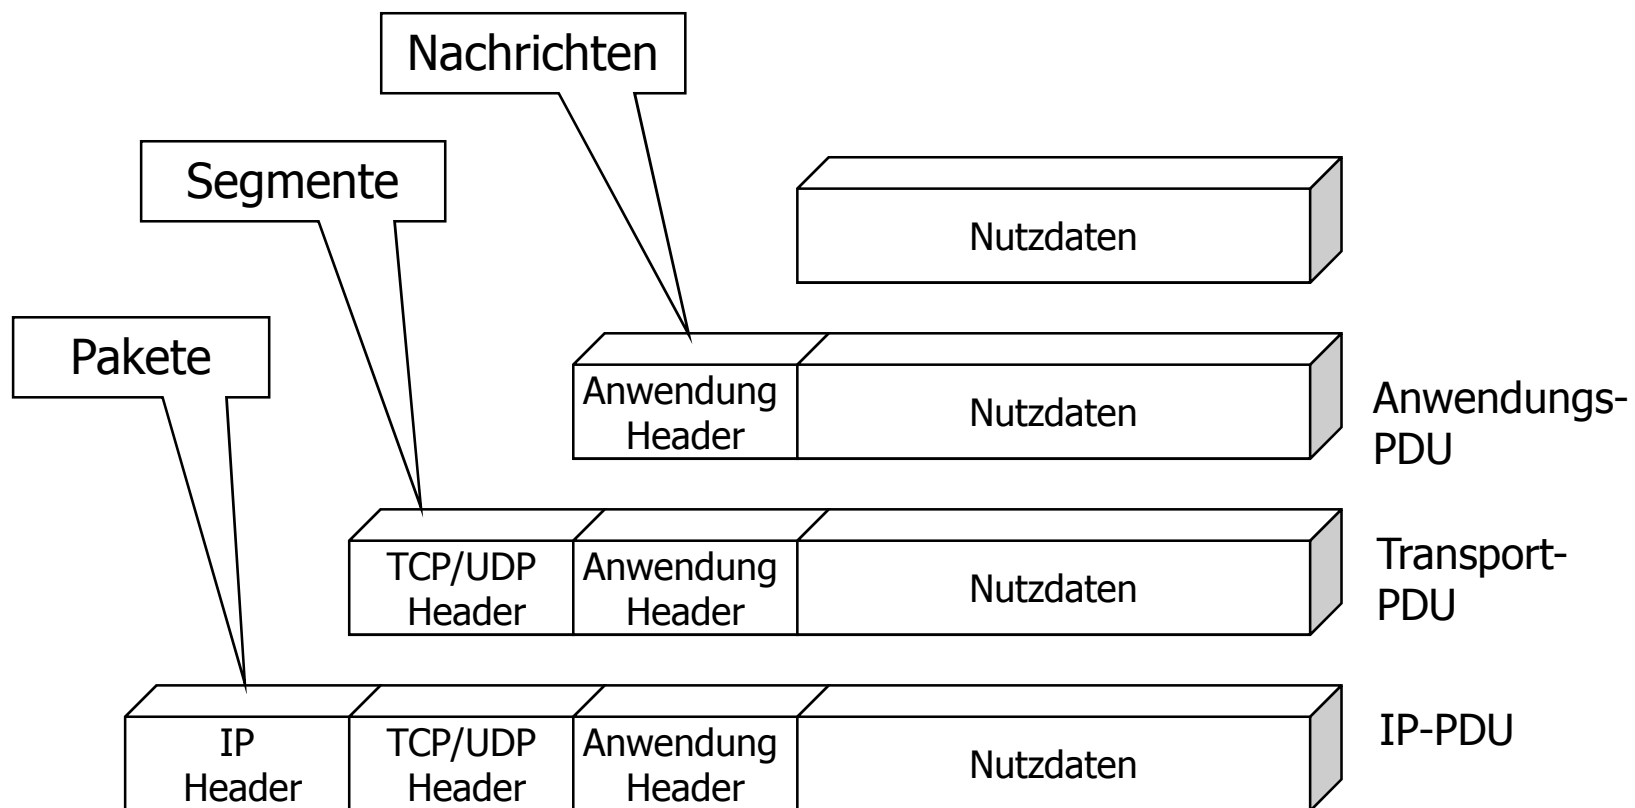 Nachrichten
Segmente
Nutzdaten
Pakete
Anwendung
Header
Nutzdaten
Anwendungs-
PDU
TCP/UDP
Header
Anwendung
Header
Nutzdaten
Transport-
PDU
IP
Header
TCP/UDP
Header
Anwendung
Header
Nutzdaten
IP-PDU